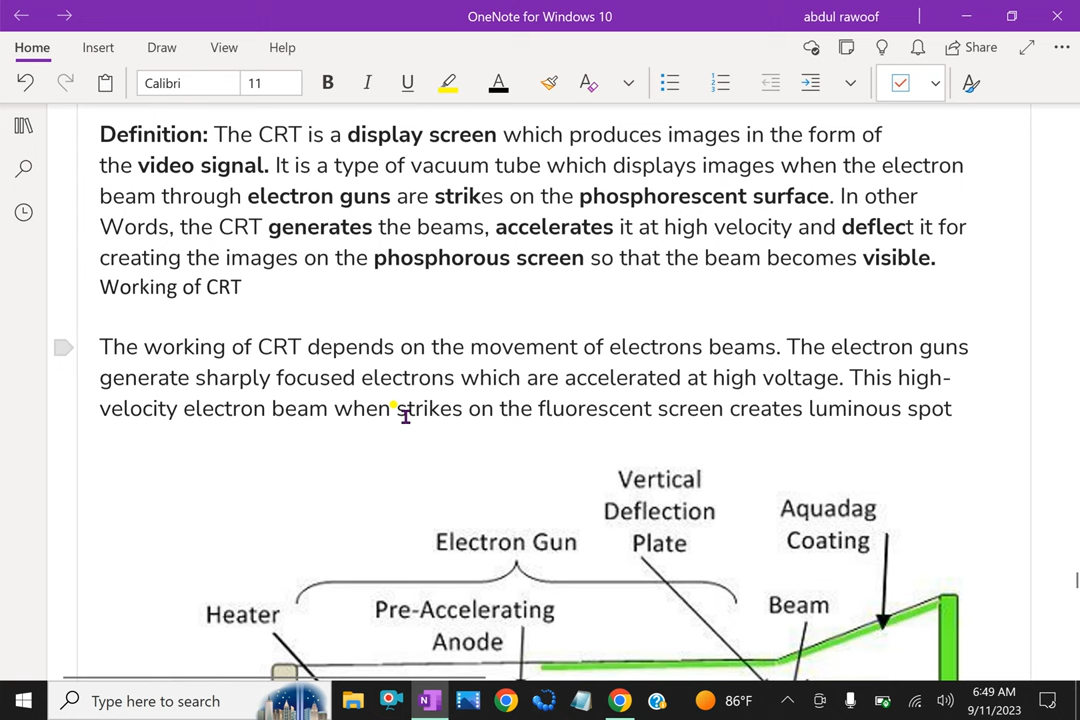 OneNote for Windows 10
abdul rawoof
Home Insert Draw View Help
Share
Calibri 11 B I U A
Definition: The CRT is a display screen which produces images in the form of
the video signal. It is a type of vacuum tube which displays images when the electron
beam through electron guns are strikes on the phosphorescent surface. In other
Words, the CRT generates the beams, accelerates it at high velocity and deflect it for
creating the images on the phosphorous screen so that the beam becomes visible.
Working of CRT
The working of CRT depends on the movement of electrons beams. The electron guns
generate sharply focused electrons which are accelerated at high voltage. This high-
velocity electron beam when strikes on the fluorescent screen creates luminous spot
Vertical
Deflection
Plate
Aquadag
Coating
Electron Gun
Heater
Pre-Accelerating
Anode
Beam
Type here to search
86°F
6:49 AM
9/11/2023